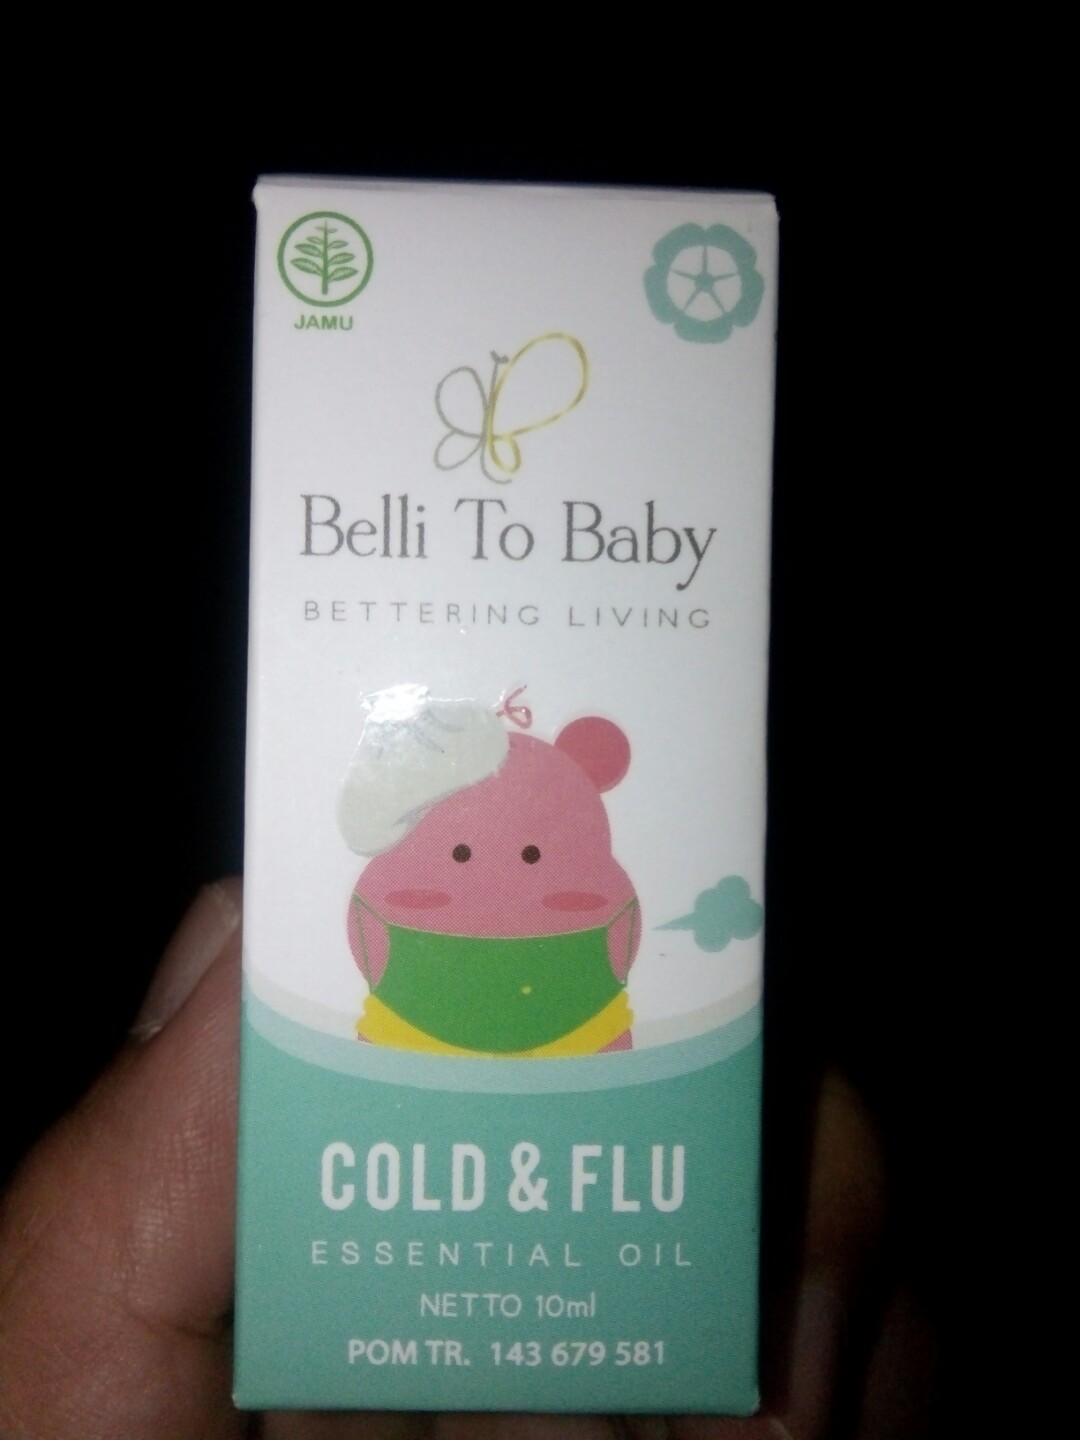 JAMU
Belli To Baby
BETTERING LIVING
COLD & FLU
ESSENTIAL OIL
NETTO 10ml
POM TR. 143 679 581